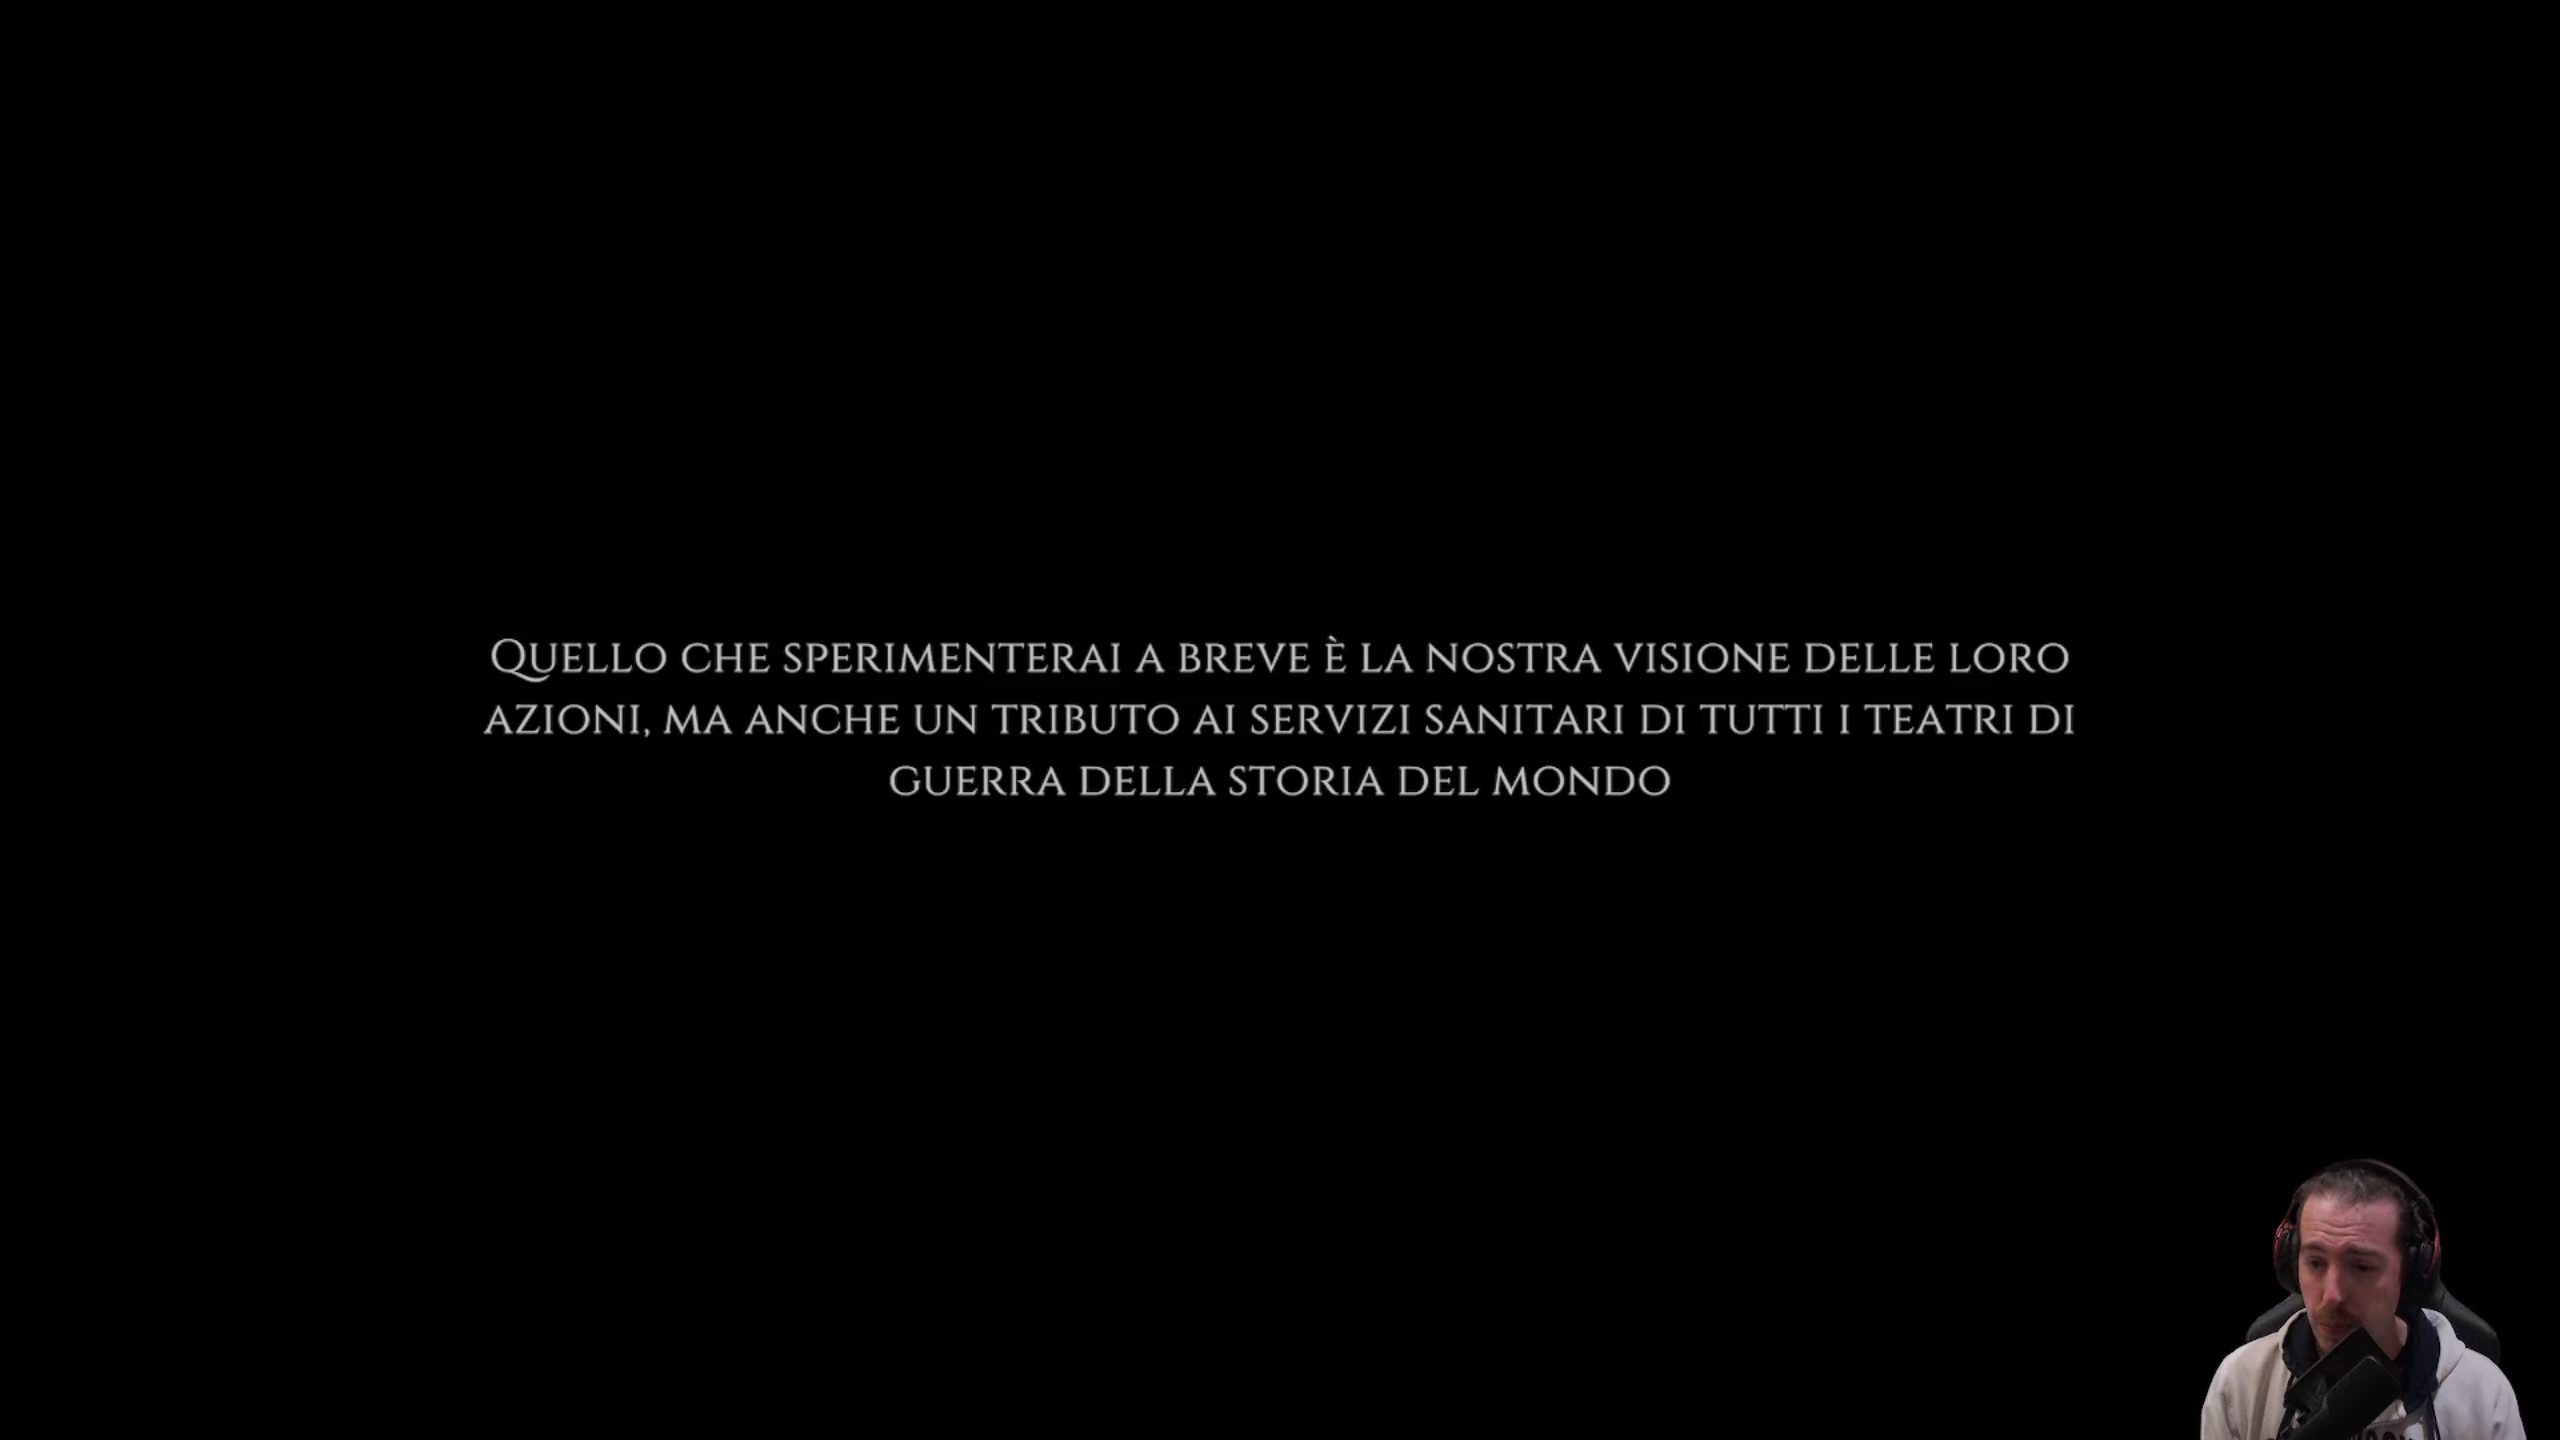 Quello che sperimenterai a breve è la nostra visione delle loro
azioni, ma anche un tributo ai servizi sanitari di tutti i teatri di
guerra della storia del mondo